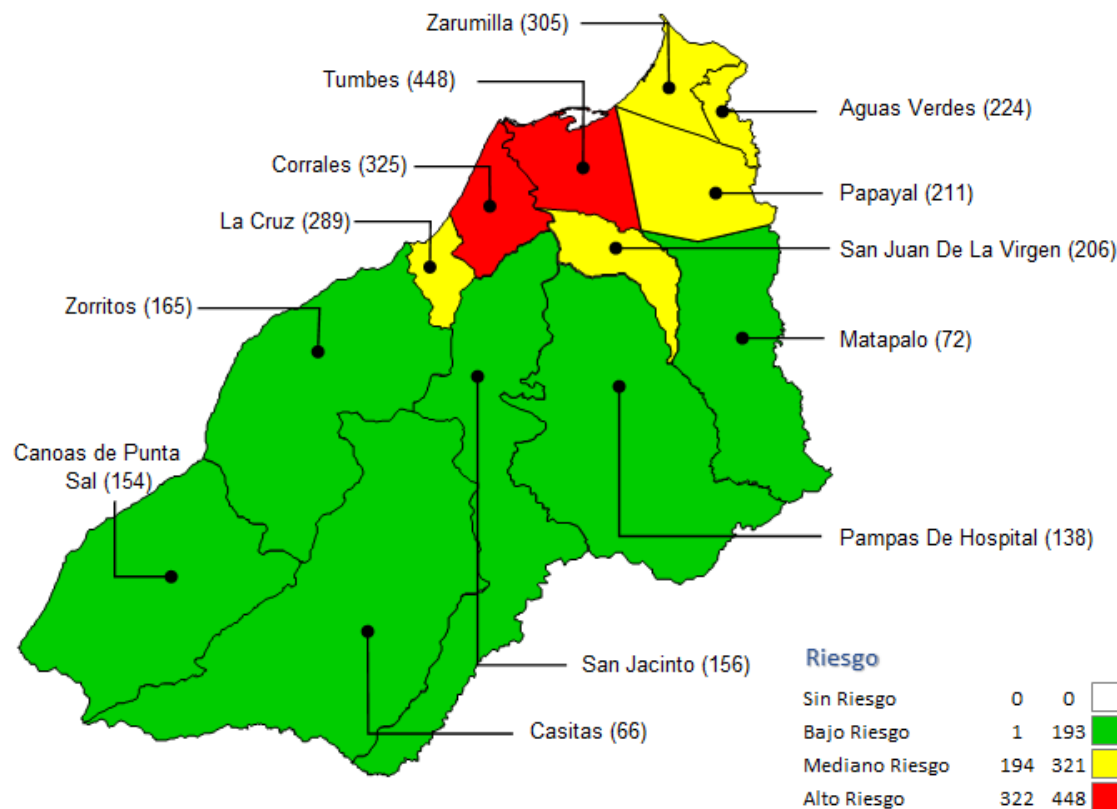 Zarumilla (305)
Tumbes (448)
Aguas Verdes (224)
Corrales (325)
Papayal (211)
La Cruz (289)
San Juan De La Virgen (206)
Zorritos (165)
Matapalo (72)
Canoas de Punta
Sal (154)
Pampas De Hospital (138)
San Jacinto (156)
Casitas (66)
Riesgo
Sin Riesgo 0 0
Bajo Riesgo 1 193
Mediano Riesgo 194 321
Alto Riesgo 322 448